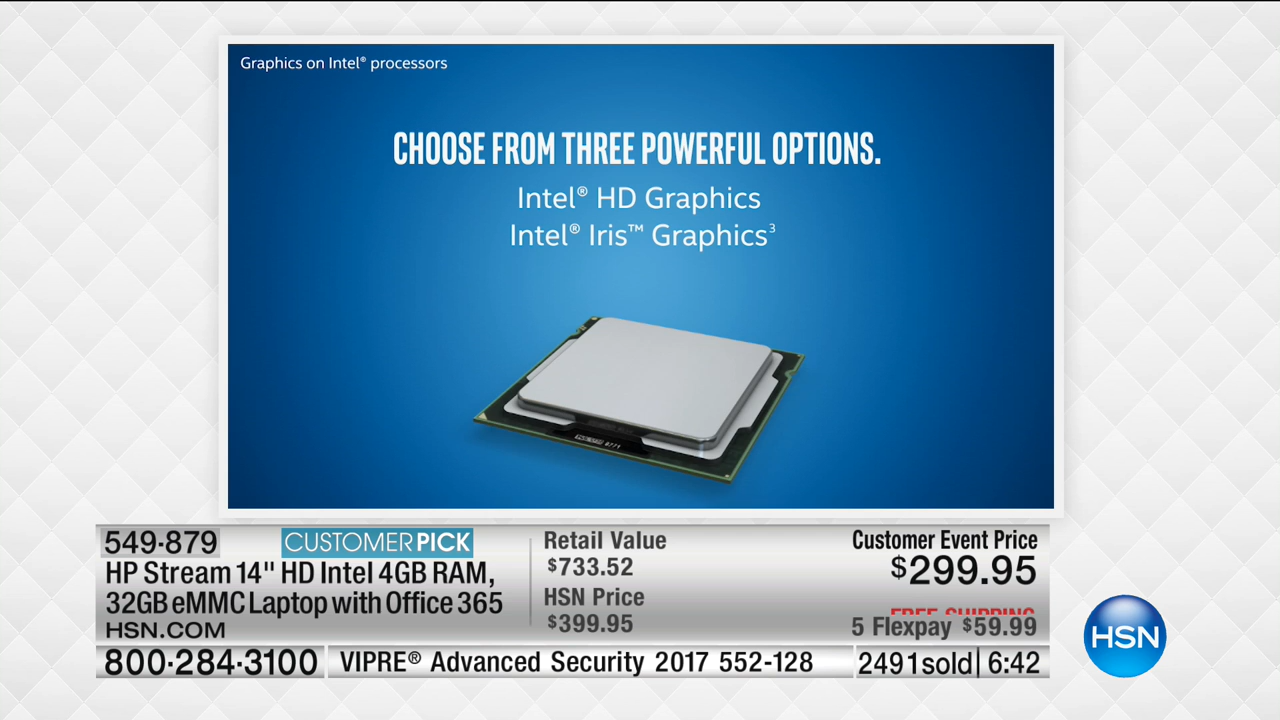 Graphics on Intel® processors
CHOOSE FROM THREE POWERFUL OPTIONS.
Intel® HD Graphics
Intel® Iris™ Graphics³
549-879
CUSTOMERPICK
HP Stream 14" HD Intel 4GB RAM,
32GB eMMC Laptop with Office 365
HSN.COM
Retail Value
$733.52
HSN Price
$399.95
Customer Event Price
$299.95
FREE SHIPPING
5 Flexpay $59.99
HSN
800-284-3100
VIPRE® Advanced Security 2017 552-128
2491sold
6:42